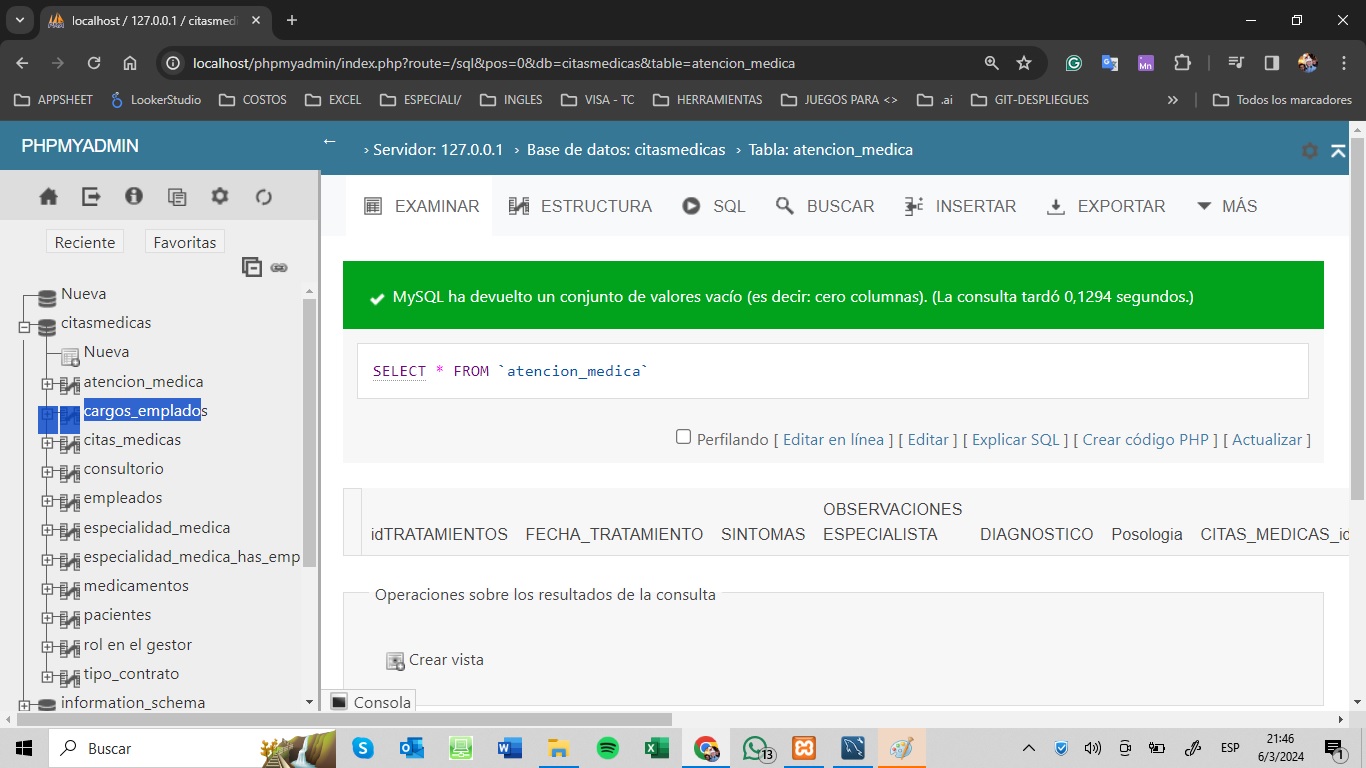 localhost / 127.0.0.1 / citasmedi
localhost/phpmyadmin/index.php?route=/sql&pos=0&db=citasmedicas&table=atencion_medica
APPSHEET LookerStudio COSTOS EXCEL ESPECIALI/ INGLES VISA - TC HERRAMIENTAS JUEGOS PARA <> .ai GIT-DESPLIEGUES » Todos los marcadores
PHPMYADMIN
Reciente Favoritas
Nueva
citasmedicas
Nueva
atencion_medica
cargos_emplados
citas_medicas
consultorio
empleados
especialidad_medica
especialidad_medica_has_emp
medicamentos
pacientes
rol en el gestor
tipo_contrato
information_schema
← › Servidor: 127.0.0.1 › Base de datos: citasmedicas › Tabla: atencion_medica
EXAMINAR ESTRUCTURA SQL BUSCAR INSERTAR EXPORTAR MÁS
MySQL ha devuelto un conjunto de valores vacío (es decir: cero columnas). (La consulta tardó 0,1294 segundos.)
SELECT * FROM `atencion_medica`
Perfilando [ Editar en línea ] [ Editar ] [ Explicar SQL ] [ Crear código PHP ] [ Actualizar ]
idTRATAMIENTOS FECHA_TRATAMIENTO SINTOMAS OBSERVACIONES ESPECIALISTA DIAGNOSTICO Posologia CITAS_MEDICAS_id
Operaciones sobre los resultados de la consulta
Crear vista
Consola
Buscar
13
ESP
21:46
6/3/2024
1